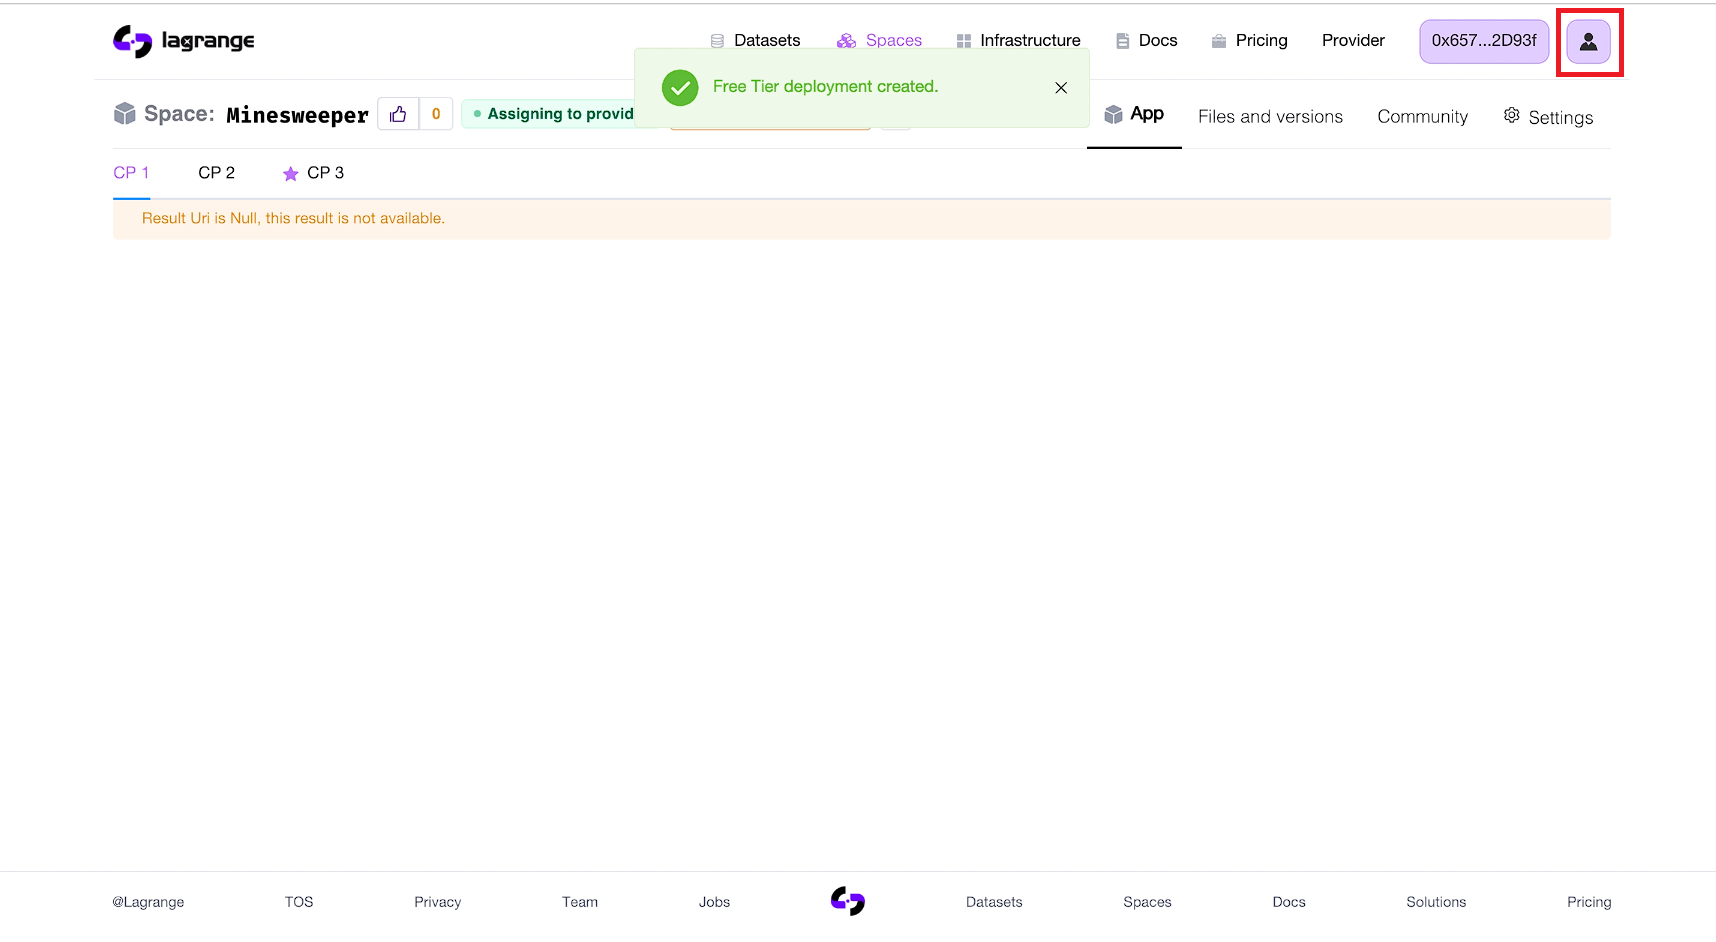 lagrange
Datasets Spaces Infrastructure Docs Pricing Provider 0x657...2D93f
Free Tier deployment created.
Space: Minesweeper 0 Assigning to provid App Files and versions Community Settings
CP 1 CP 2 CP 3
Result Uri is Null, this result is not available.
@Lagrange TOS Privacy Team Jobs Datasets Spaces Docs Solutions Pricing